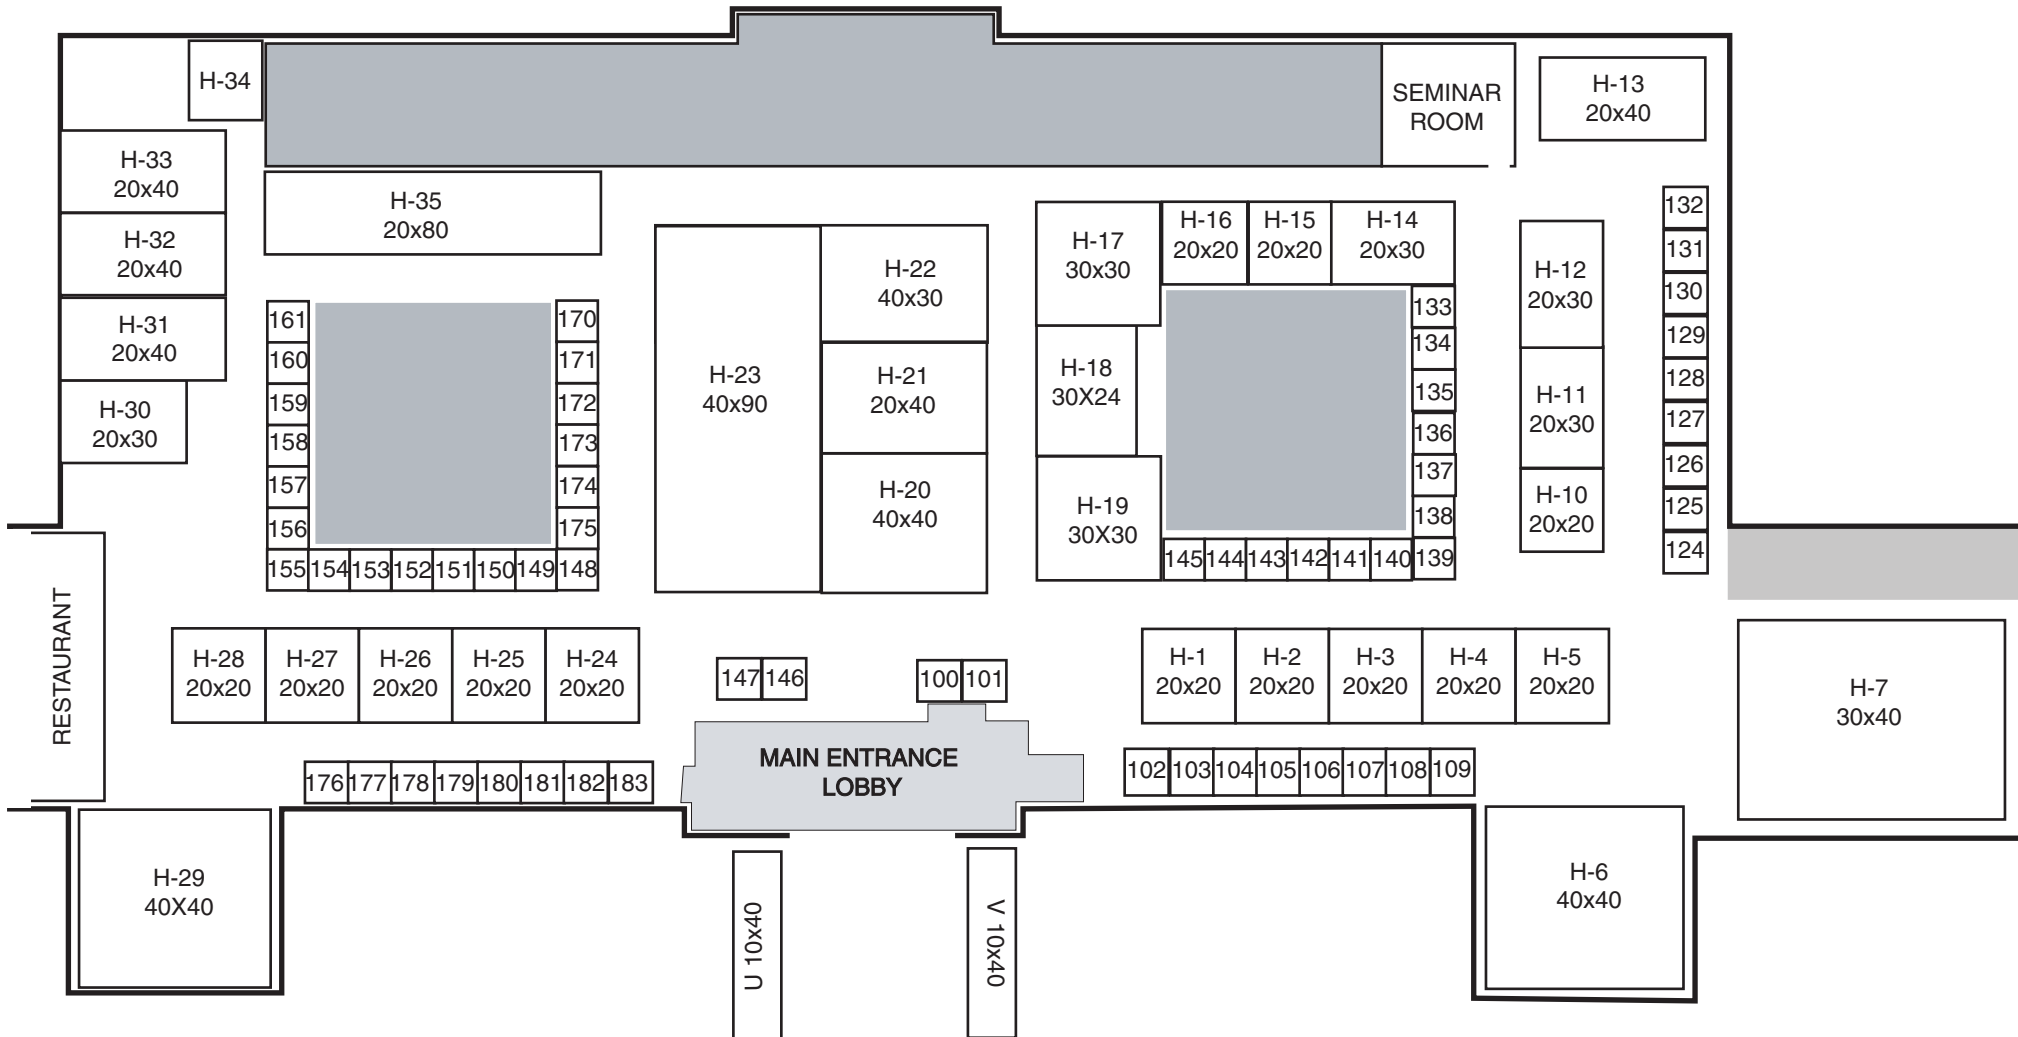 H-34
SEMINAR
ROOM
H-13
20x40
H-33
20x40
H-35
20x80
H-32
20x40
H-31
20x40
H-30
20x30
H-17
30x30
H-16
20x20
H-15
20x20
H-14
20x30
H-12
20x30
H-11
20x30
H-10
20x20
132
131
130
129
128
127
126
125
124
H-22
40x30
H-23
40x90
H-21
20x40
H-20
40x40
H-18
30X24
H-19
30X30
133
134
135
136
137
138
139
145
144
143
142
141
140
161
160
159
158
157
156
155
154
153
152
151
150
149
148
170
171
172
173
174
175
RESTAURANT
H-28
20x20
H-27
20x20
H-26
20x20
H-25
20x20
H-24
20x20
147
146
100
101
H-1
20x20
H-2
20x20
H-3
20x20
H-4
20x20
H-5
20x20
H-7
30x40
MAIN ENTRANCE
LOBBY
176
177
178
179
180
181
182
183
102
103
104
105
106
107
108
109
H-29
40X40
U 10x40
V 10x40
H-6
40x40